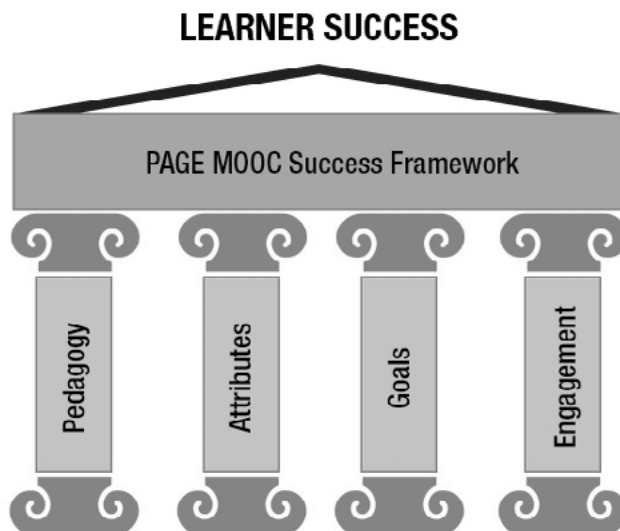 LEARNER SUCCESS
PAGE MOOC Success Framework
Pedagogy
Attributes
Goals
Engagement